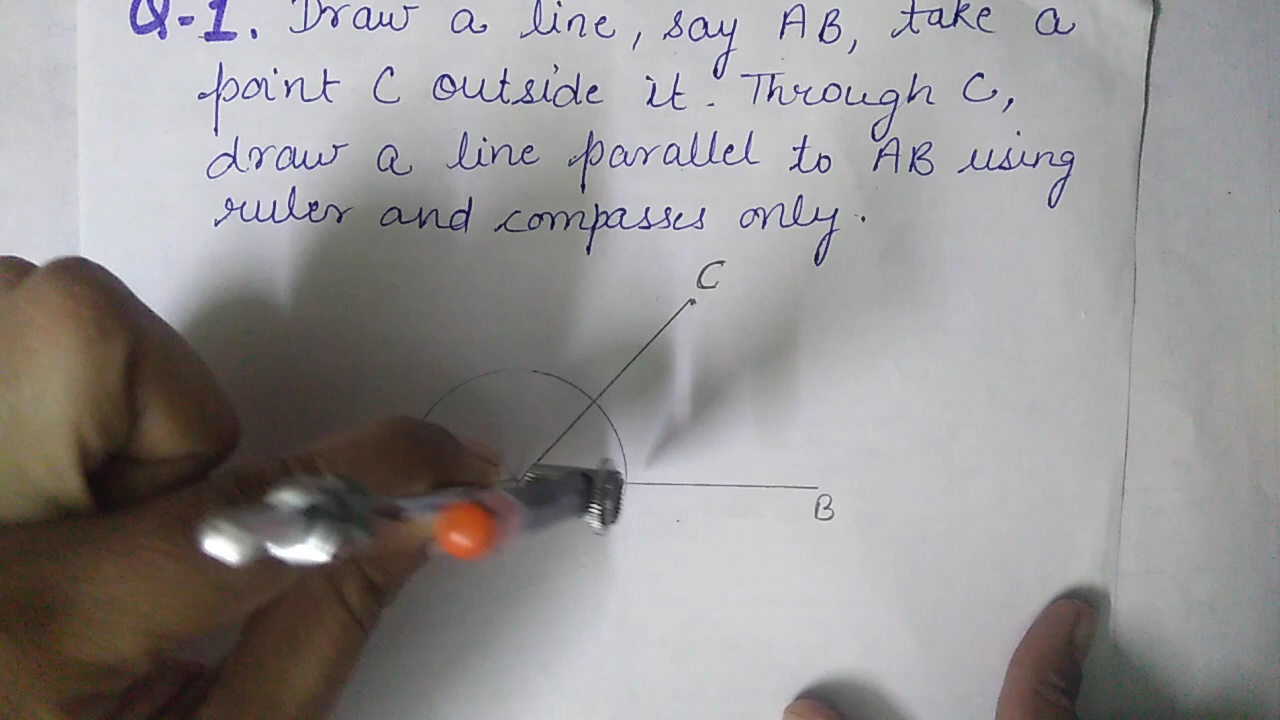 Q-1. Draw a line, say AB, take a
point C outside it. Through C,
draw a line parallel to AB using
ruler and compasses only.
C
B